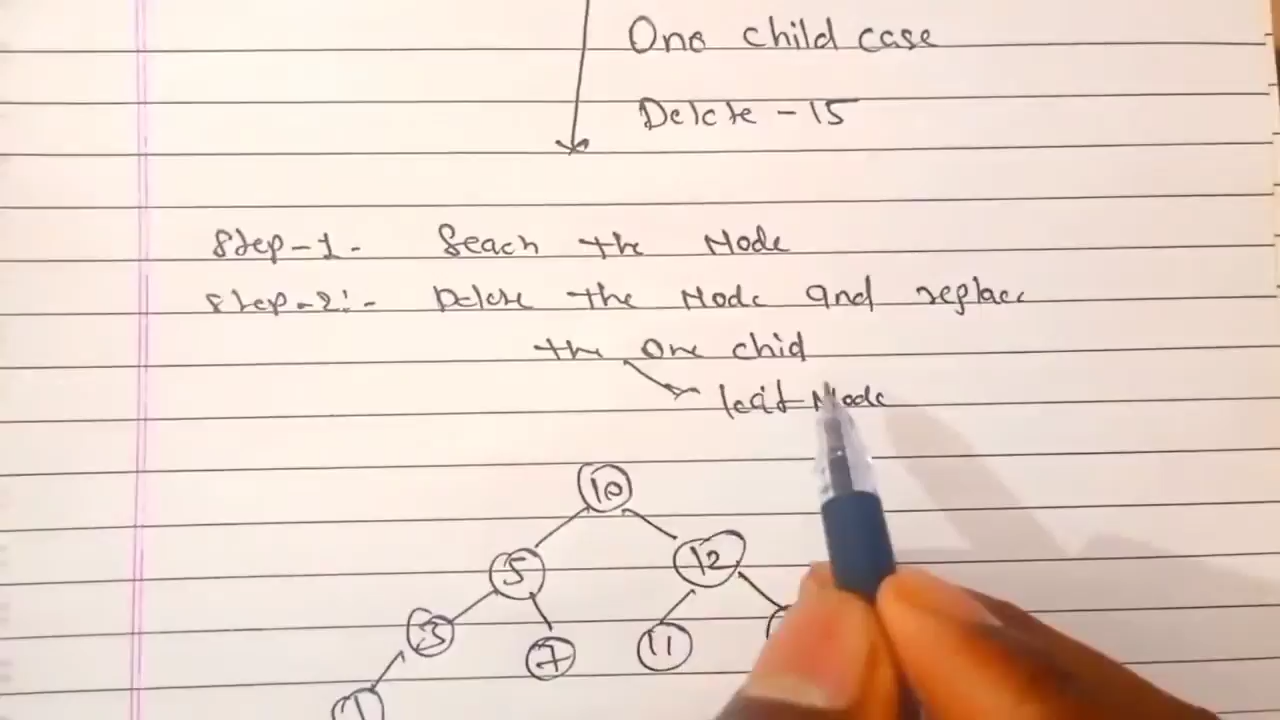 One child case
Delete - 15
Step-1. Seach the Node
Step-2:- Delete the Node and replace
the one chid
leaf Node
10
5 12
3 7 11
1